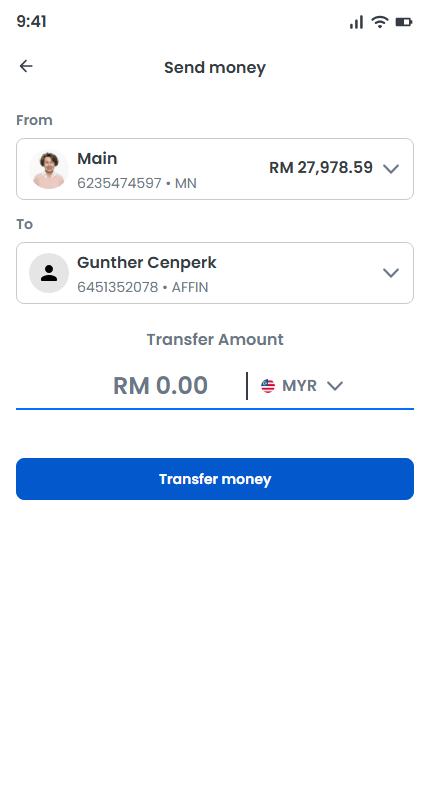 9:41
Send money
From
Main
RM 27,978.59
6235474597 • MN
To
Gunther Cenperk
6451352078 • AFFIN
Transfer Amount
RM 0.00
MYR
Transfer money